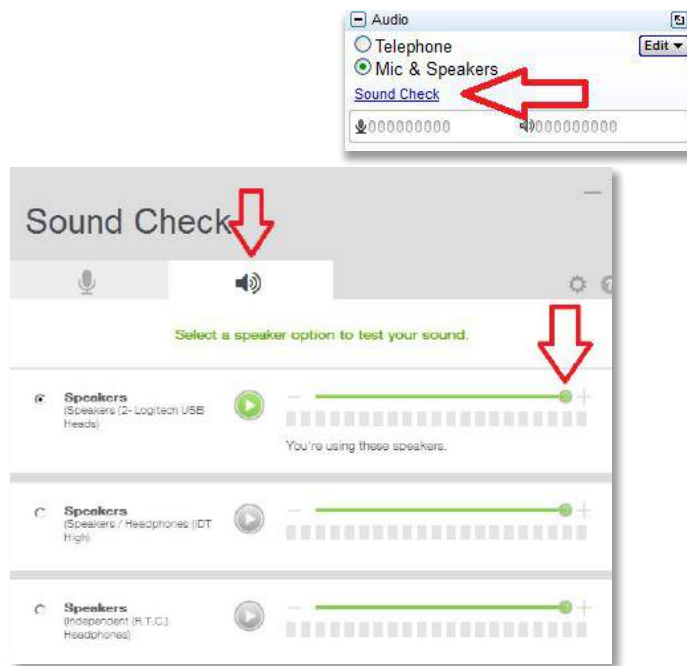 Audio
Telephone
Edit
Mic & Speakers
Sound Check
000000000 000000000
Sound Check
Select a speaker option to test your sound.
Speakers
(Speakers (2- Logitech USB
Heads)
You're using these speakers.
Speakers
(Speakers / Headphones (IDT
High)
Speakers
(Independent (R.T.C.)
Headphones)